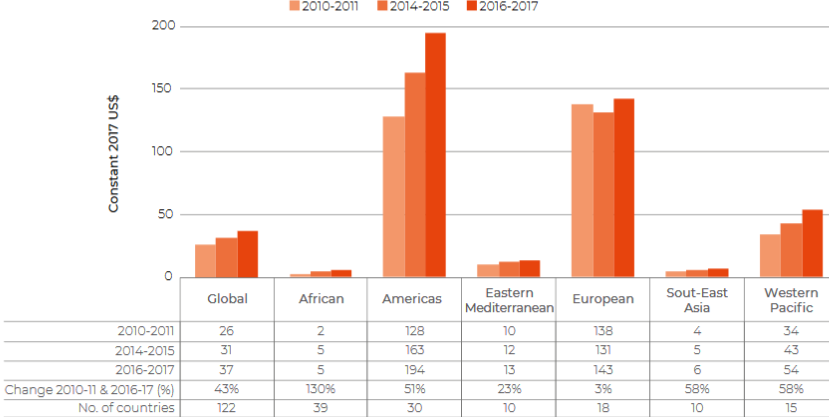 2010-2011 2014-2015 2016-2017
200
150
100
50
0
Constant 2017 US$
Global African Americas Eastern Mediterranean European Sout-East Asia Western Pacific
2010-2011 26 2 128 10 138 4 34
2014-2015 31 5 163 12 131 5 43
2016-2017 37 5 194 13 143 6 54
Change 2010-11 & 2016-17 (%) 43% 130% 51% 23% 3% 58% 58%
No. of countries 122 39 30 10 18 10 15